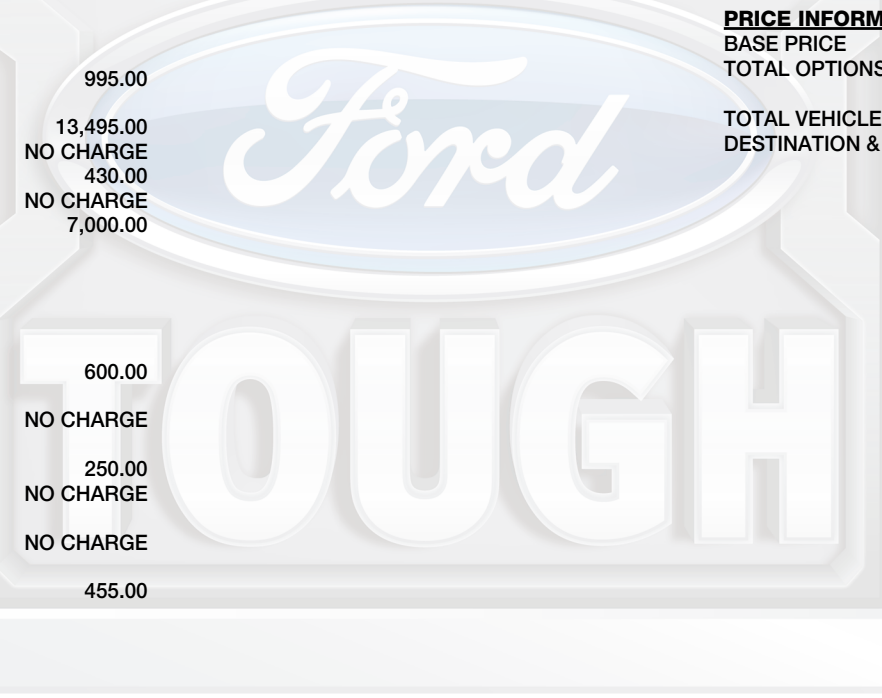 995.00
13,495.00
NO CHARGE
430.00
NO CHARGE
7,000.00
600.00
NO CHARGE
250.00
NO CHARGE
NO CHARGE
455.00
PRICE INFORM
BASE PRICE
TOTAL OPTIONS
TOTAL VEHICLE
DESTINATION &
Ford
TOUGH